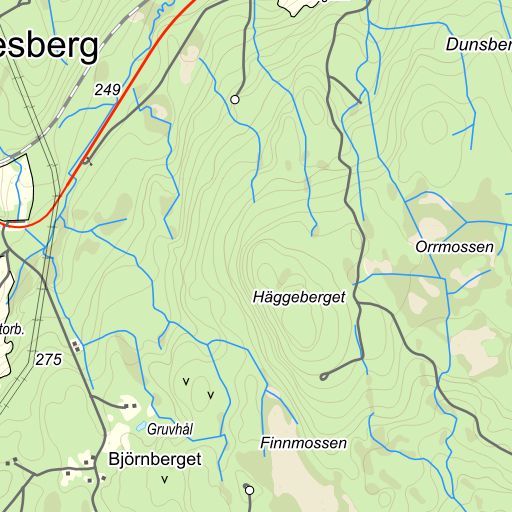 esberg
Dunsber
249
Orrmossen
Häggeberget
torb.
275
Gruvhål
Finnmossen
Björnberget